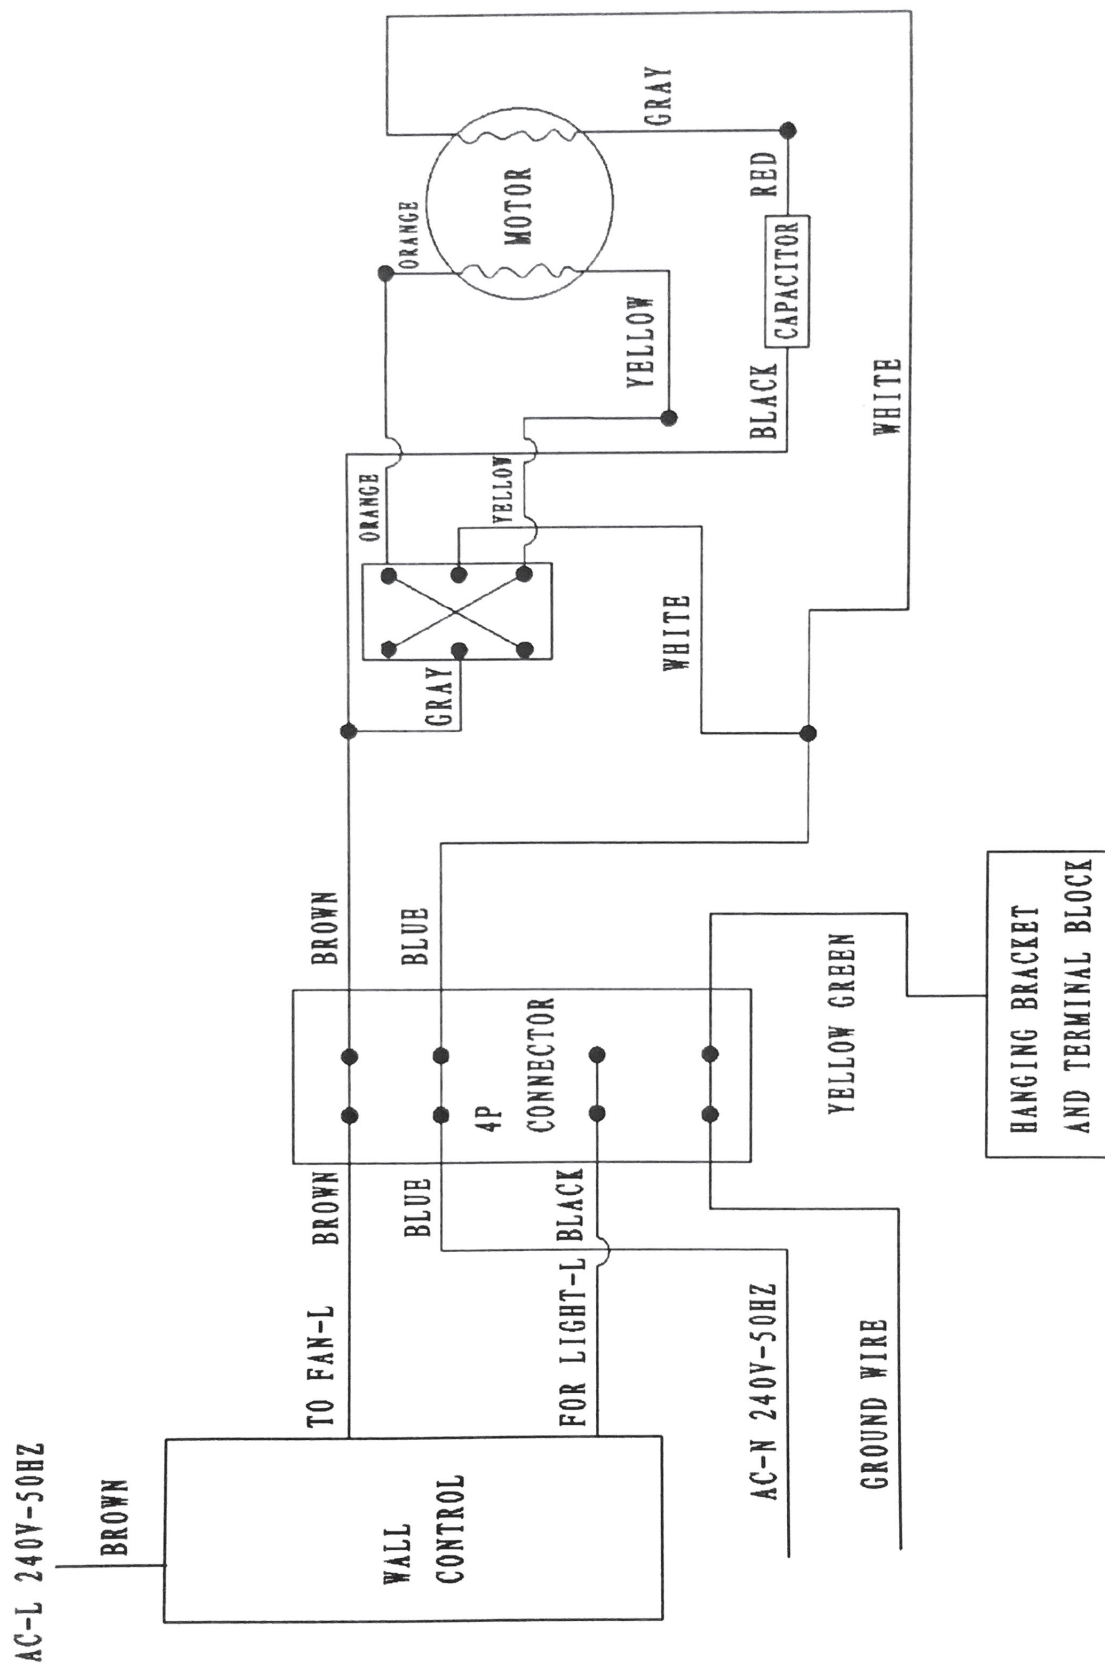 AC-L 240V-50HZ
BROWN
WALL
CONTROL
TO FAN-L
BROWN
BLUE
FOR LIGHT-L
BLACK
AC-N 240V-50HZ
GROUND WIRE
4P
CONNECTOR
BROWN
BLUE
YELLOW GREEN
HANGING BRACKET
AND TERMINAL BLOCK
GRAY
WHITE
ORANGE
YELLOW
ORANGE
MOTOR
YELLOW
GRAY
BLACK
CAPACITOR
RED
WHITE